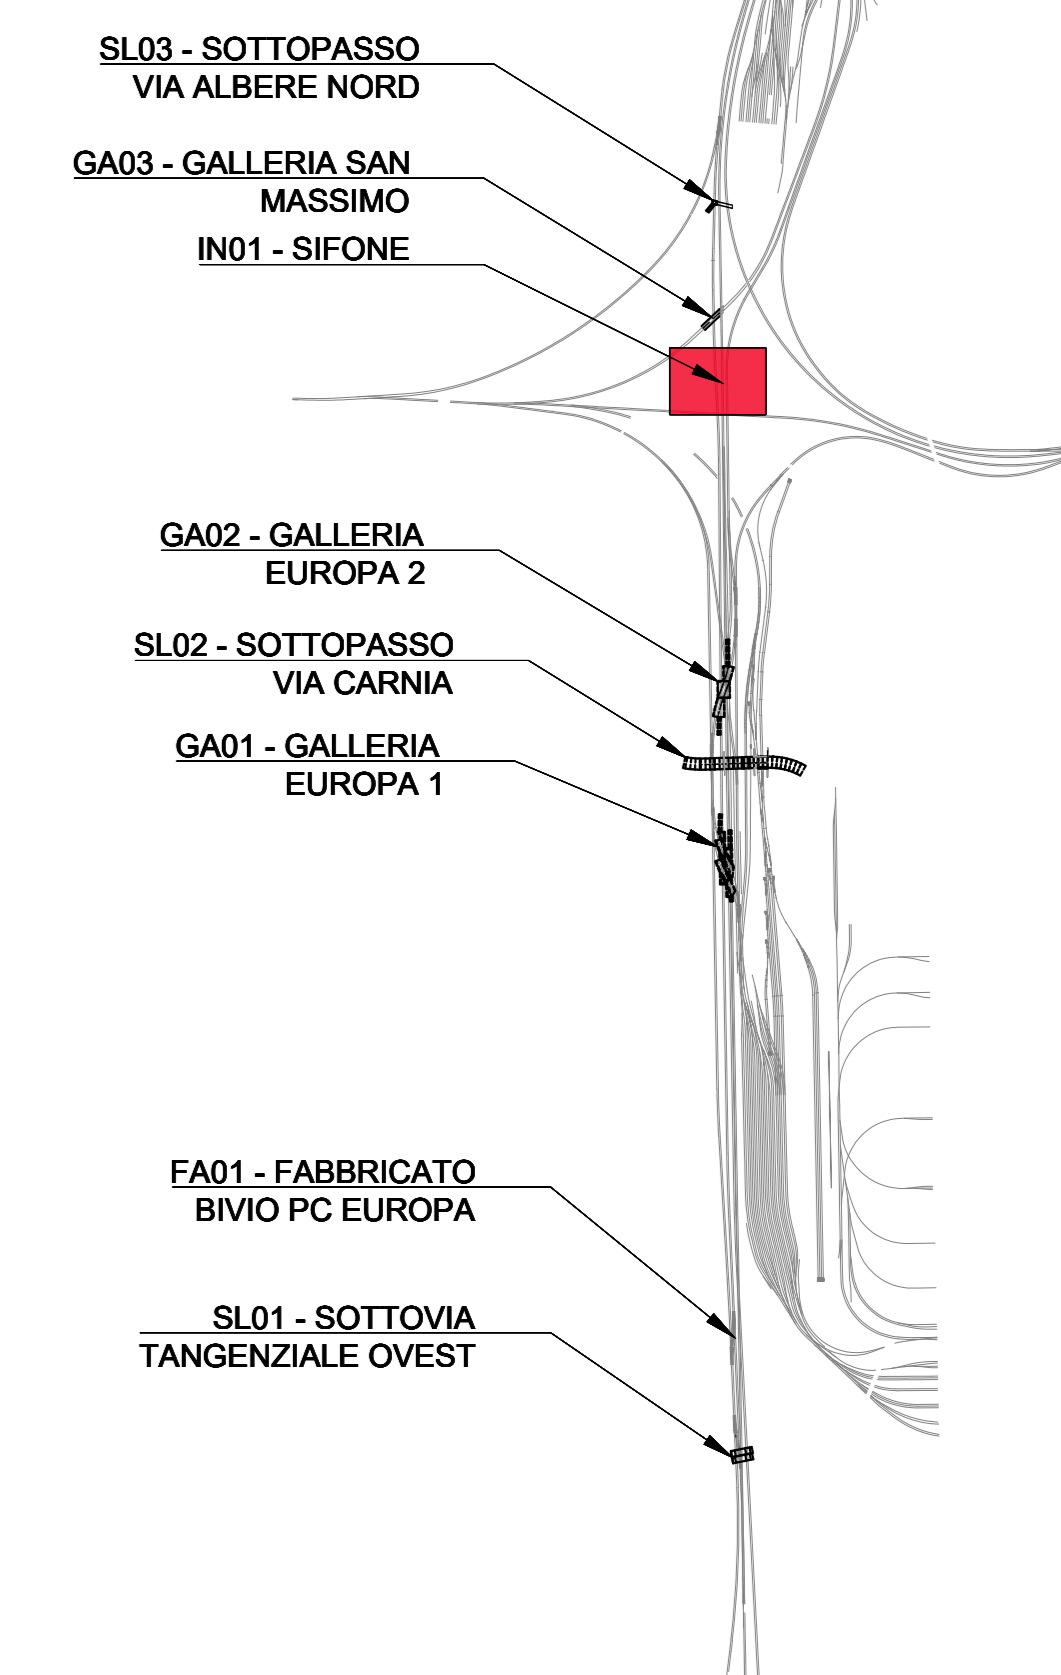 SL03 - SOTTOPASSO
VIA ALBERE NORD
GA03 - GALLERIA SAN
MASSIMO
IN01 - SIFONE
GA02 - GALLERIA
EUROPA 2
SL02 - SOTTOPASSO
VIA CARNIA
GA01 - GALLERIA
EUROPA 1
FA01 - FABBRICATO
BIVIO PC EUROPA
SL01 - SOTTOVIA
TANGENZIALE OVEST